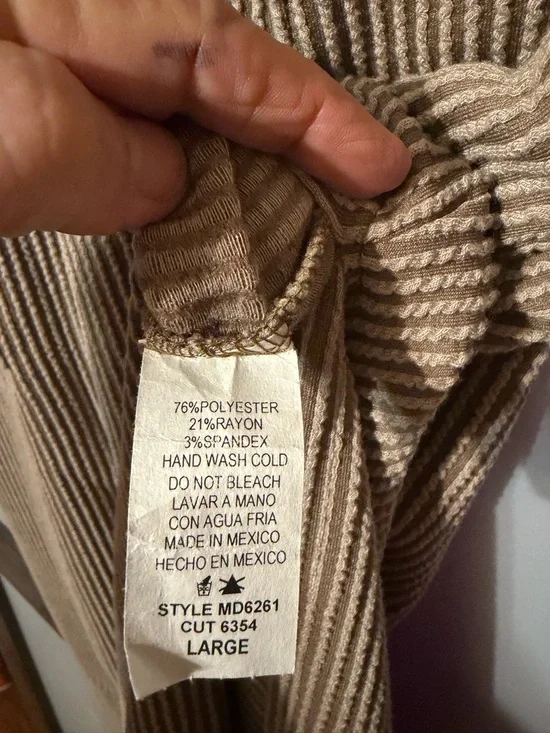 76%POLYESTER
21%RAYON
3%SPANDEX
HAND WASH COLD
DO NOT BLEACH
LAVAR A MANO
CON AGUA FRIA
MADE IN MEXICO
HECHO EN MEXICO
STYLE MD6261
CUT 6354
LARGE